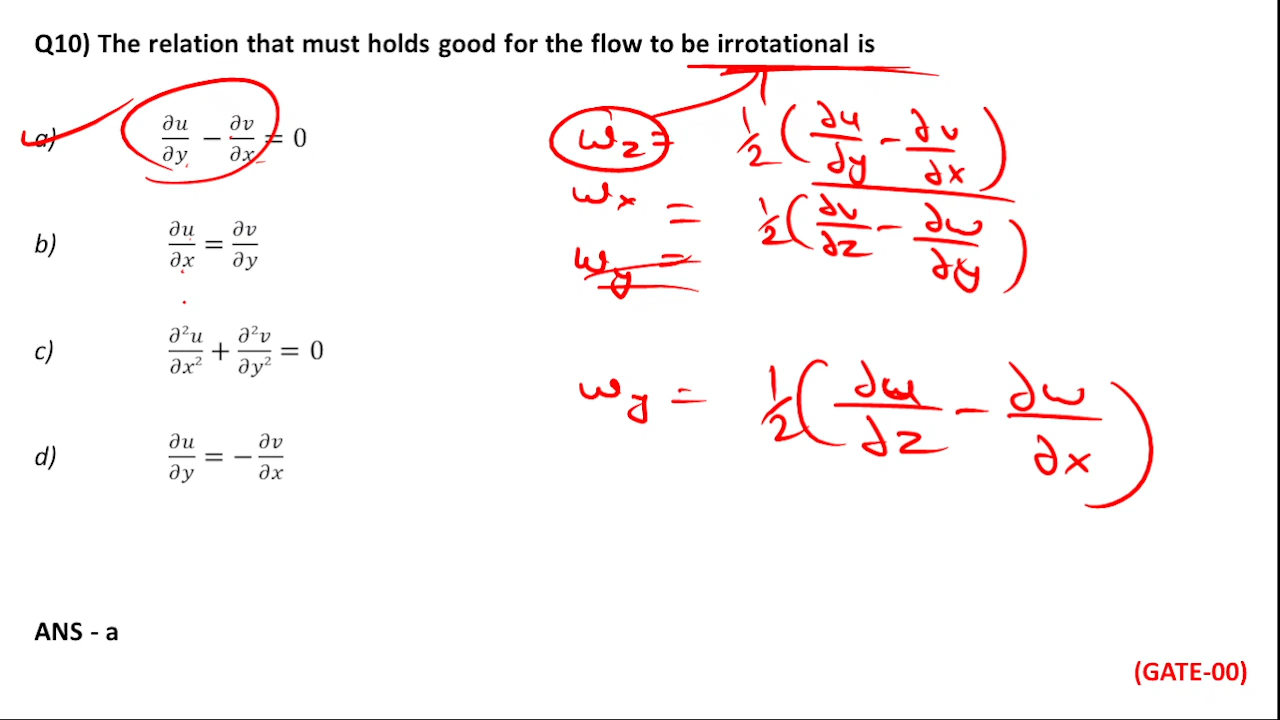 Q10) The relation that must holds good for the flow to be irrotational is
a) ∂u/∂y − ∂v/∂x = 0
b) ∂u/∂x = ∂v/∂y
c) ∂²u/∂x² + ∂²v/∂y² = 0
d) ∂u/∂y = − ∂v/∂x
ωz = 1/2 (∂u/∂y − ∂v/∂x)
ωx = 1/2 (∂v/∂z − ∂w/∂y)
ωy =
ωy = 1/2 (∂u/∂z − ∂w/∂x)
ANS - a
(GATE-00)